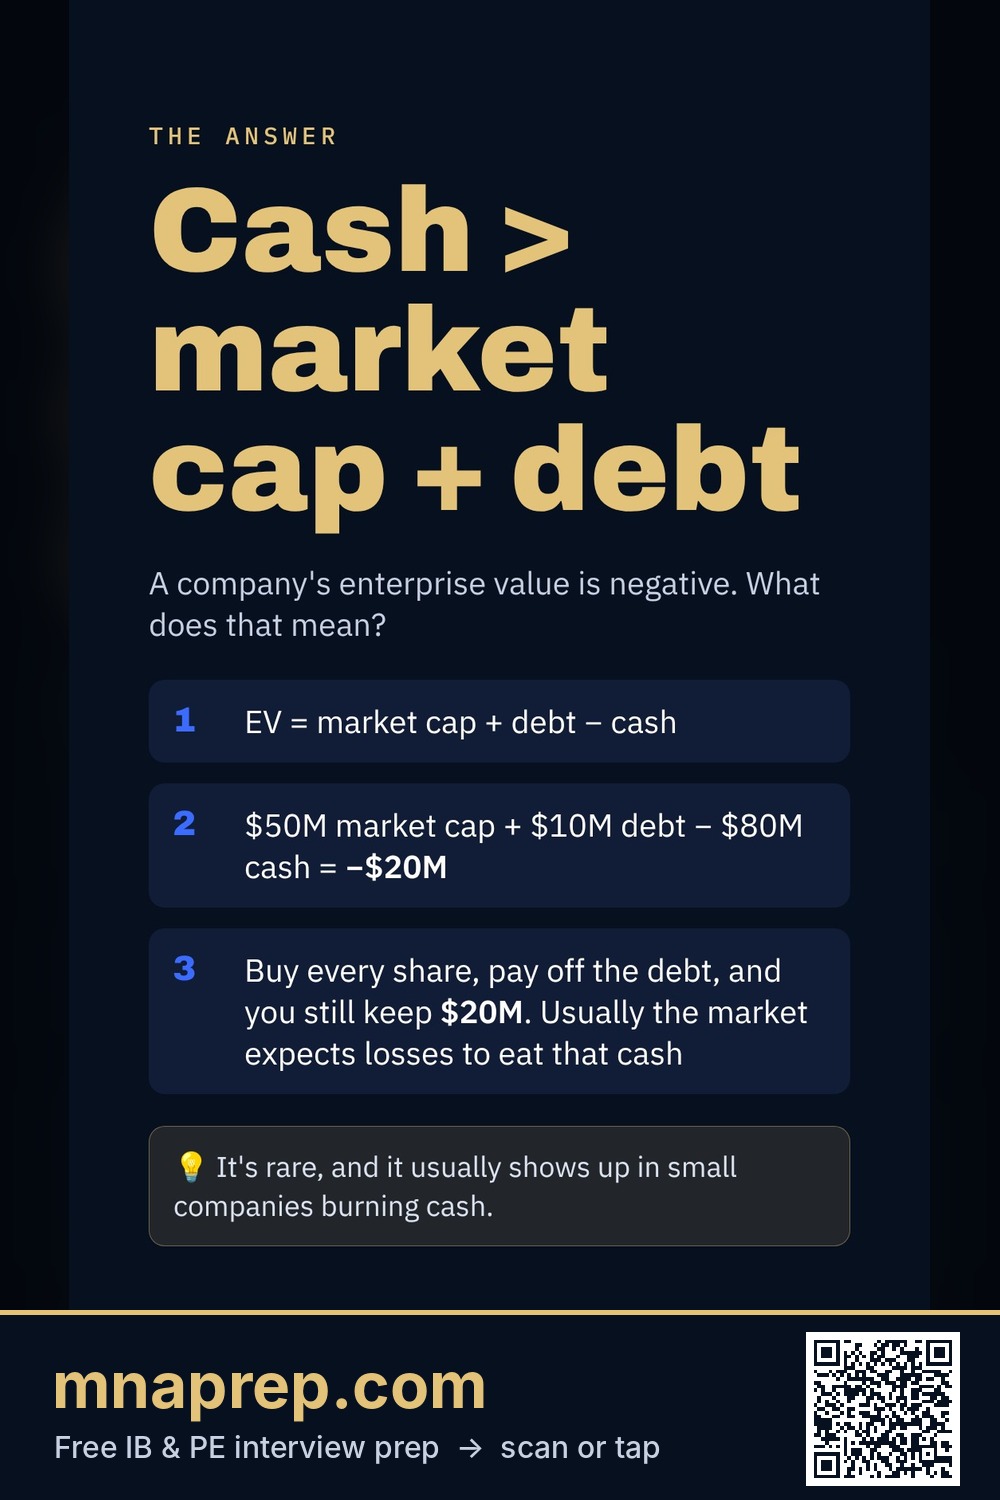 THE ANSWER
Cash >
market
cap + debt
A company's enterprise value is negative. What
does that mean?
1 EV = market cap + debt − cash
2 $50M market cap + $10M debt − $80M
cash = −$20M
3 Buy every share, pay off the debt, and
you still keep $20M. Usually the market
expects losses to eat that cash
💡 It's rare, and it usually shows up in small
companies burning cash.
mnaprep.com
Free IB & PE interview prep → scan or tap